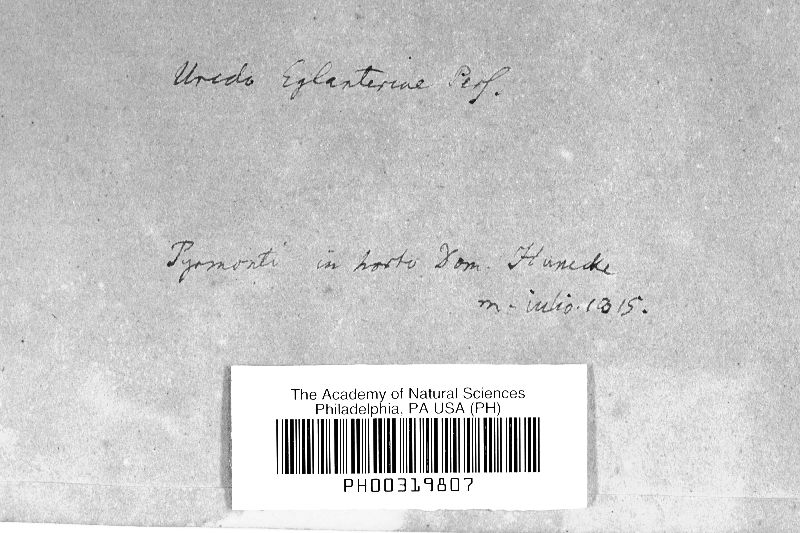 Uredo Eglanteriae Pers.
Pyrmonti in horto Dom. Hunecke
m. iulio. 1815.
The Academy of Natural Sciences
Philadelphia, PA USA (PH)
PH00319807